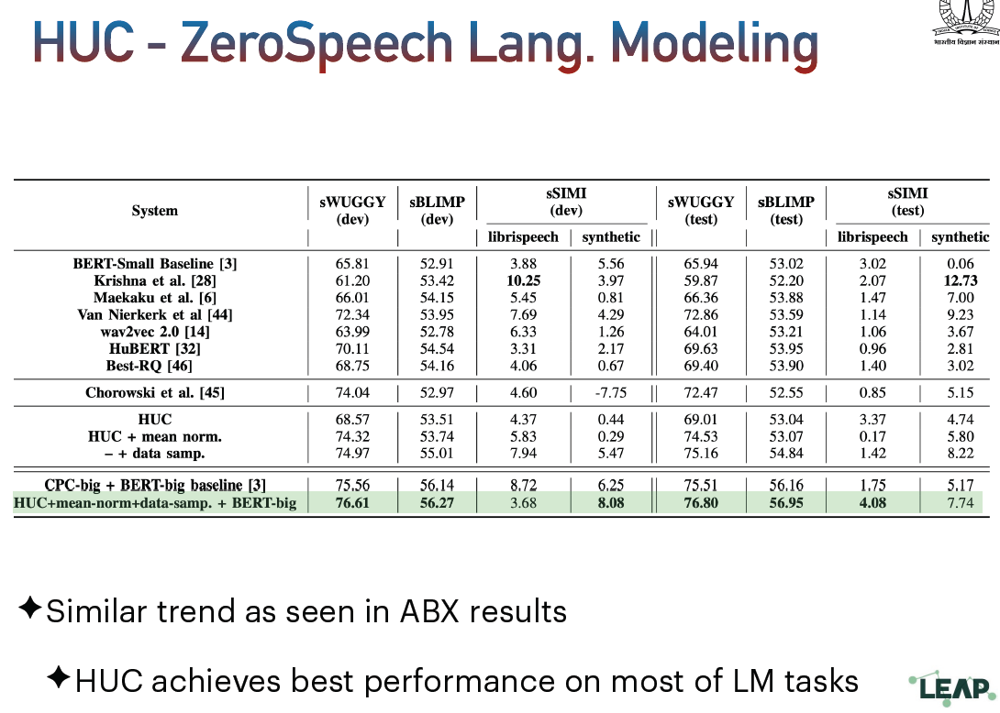 HUC - ZeroSpeech Lang. Modeling
भारतीय विज्ञान संस्थान
System | sWUGGY (dev) | sBLIMP (dev) | sSIMI (dev) librispeech | sSIMI (dev) synthetic | sWUGGY (test) | sBLIMP (test) | sSIMI (test) librispeech | sSIMI (test) synthetic
BERT-Small Baseline [3] | 65.81 | 52.91 | 3.88 | 5.56 | 65.94 | 53.02 | 3.02 | 0.06
Krishna et al. [28] | 61.20 | 53.42 | 10.25 | 3.97 | 59.87 | 52.20 | 2.07 | 12.73
Maekaku et al. [6] | 66.01 | 54.15 | 5.45 | 0.81 | 66.36 | 53.88 | 1.47 | 7.00
Van Nierkerk et al [44] | 72.34 | 53.95 | 7.69 | 4.29 | 72.86 | 53.59 | 1.14 | 9.23
wav2vec 2.0 [14] | 63.99 | 52.78 | 6.33 | 1.26 | 64.01 | 53.21 | 1.06 | 3.67
HuBERT [32] | 70.11 | 54.54 | 3.31 | 2.17 | 69.63 | 53.95 | 0.96 | 2.81
Best-RQ [46] | 68.75 | 54.16 | 4.06 | 0.67 | 69.40 | 53.90 | 1.40 | 3.02
Chorowski et al. [45] | 74.04 | 52.97 | 4.60 | -7.75 | 72.47 | 52.55 | 0.85 | 5.15
HUC | 68.57 | 53.51 | 4.37 | 0.44 | 69.01 | 53.04 | 3.37 | 4.74
HUC + mean norm. | 74.32 | 53.74 | 5.83 | 0.29 | 74.53 | 53.07 | 0.17 | 5.80
– + data samp. | 74.97 | 55.01 | 7.94 | 5.47 | 75.16 | 54.84 | 1.42 | 8.22
CPC-big + BERT-big baseline [3] | 75.56 | 56.14 | 8.72 | 6.25 | 75.51 | 56.16 | 1.75 | 5.17
HUC+mean-norm+data-samp. + BERT-big | 76.61 | 56.27 | 3.68 | 8.08 | 76.80 | 56.95 | 4.08 | 7.74
Similar trend as seen in ABX results
HUC achieves best performance on most of LM tasks
LEAP